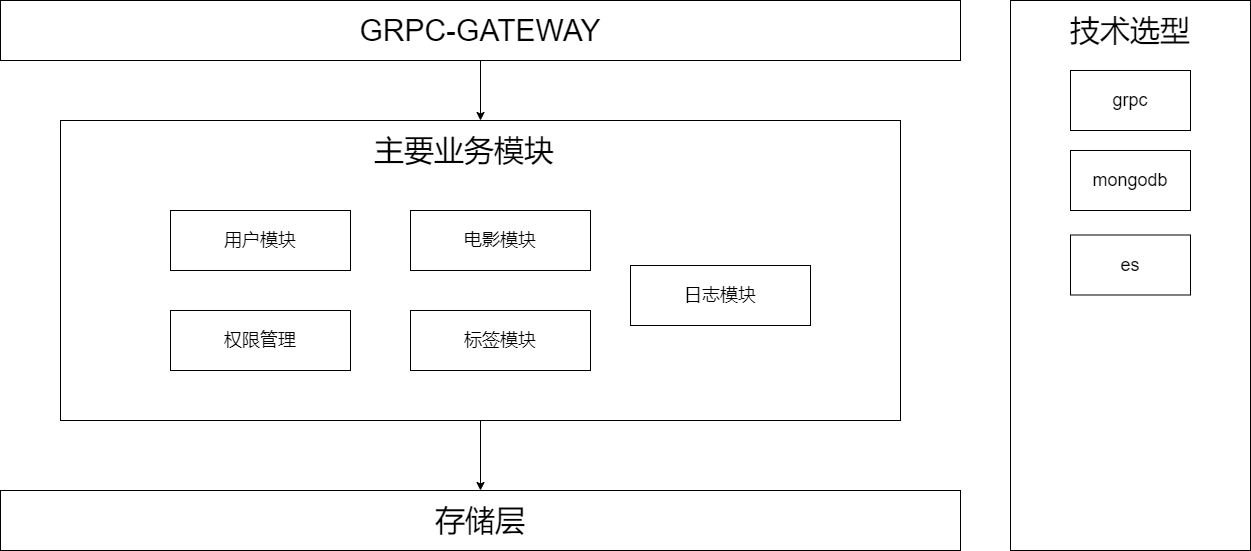 GRPC-GATEWAY
主要业务模块
用户模块
电影模块
日志模块
权限管理
标签模块
存储层
技术选型
grpc
mongodb
es